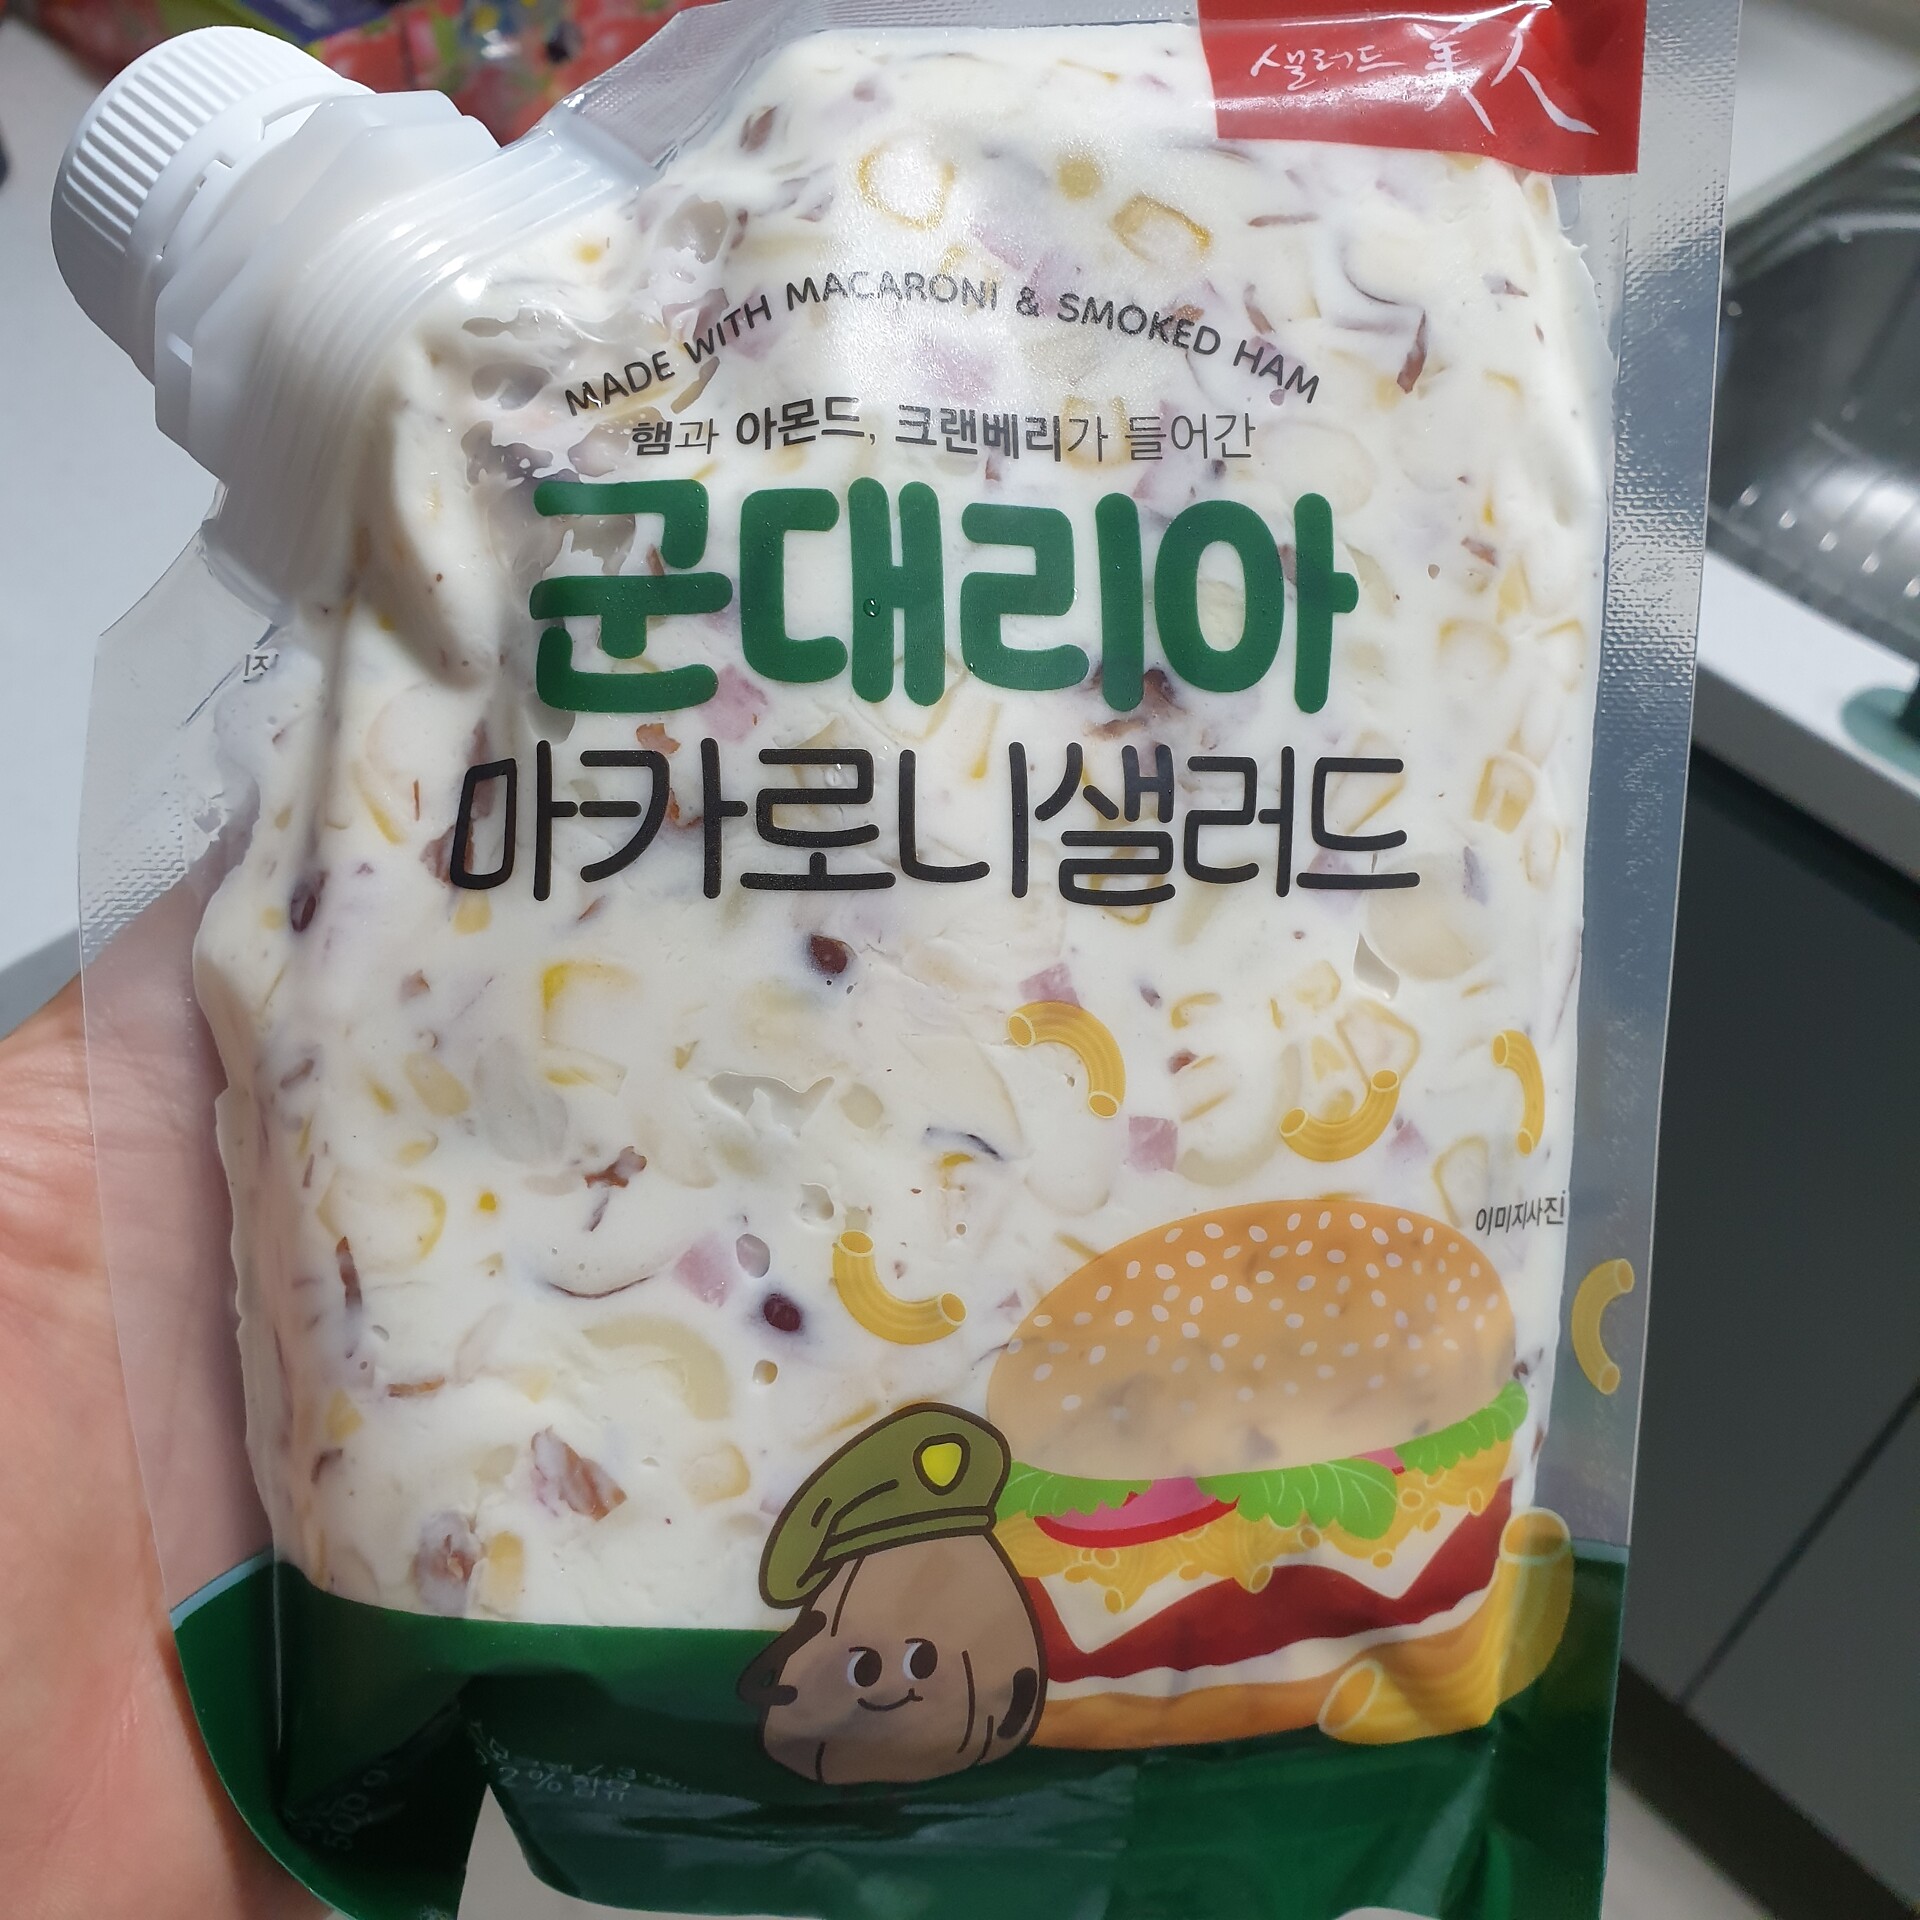 샐러드 美人
MADE WITH MACARONI & SMOKED HAM
햄과 아몬드, 크랜베리가 들어간
군대리아
마카로니샐러드
이미지사진
500 g